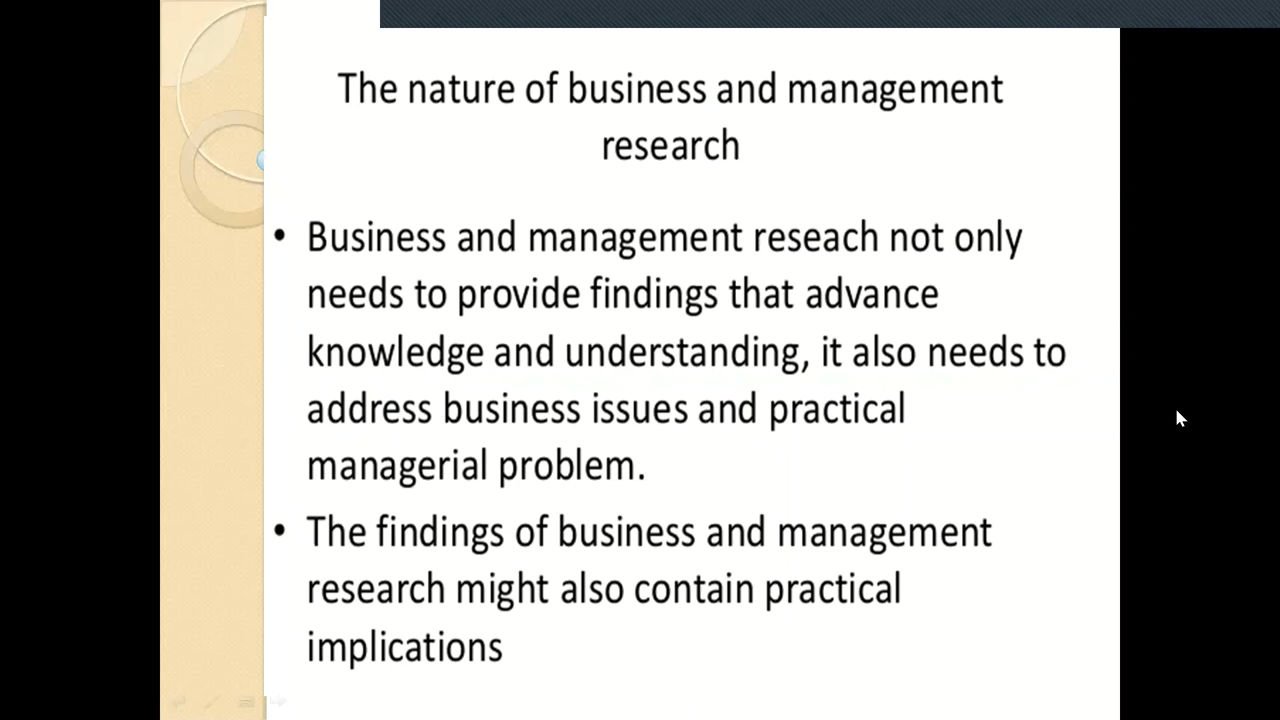 The nature of business and management
research
• Business and management reseach not only
needs to provide findings that advance
knowledge and understanding, it also needs to
address business issues and practical
managerial problem.
• The findings of business and management
research might also contain practical
implications